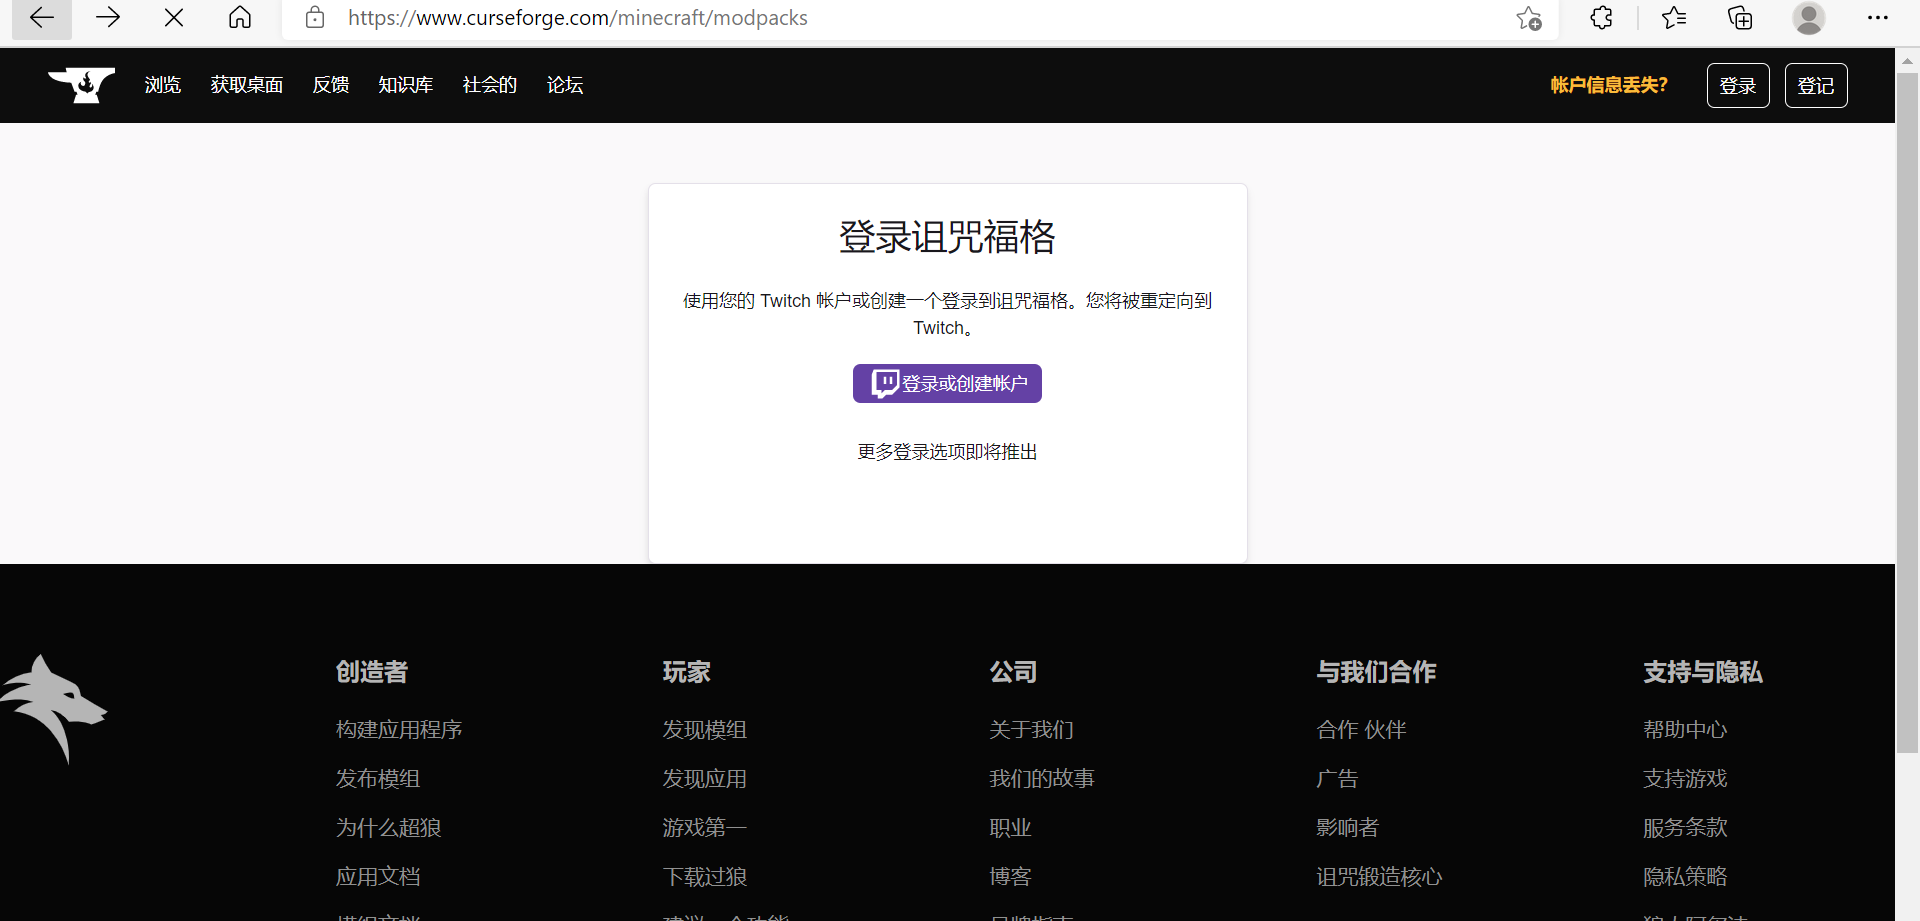 https://www.curseforge.com/minecraft/modpacks
浏览 获取桌面 反馈 知识库 社会的 论坛 帐户信息丢失? 登录 登记
登录诅咒福格
使用您的 Twitch 帐户或创建一个登录到诅咒福格。您将被重定向到
Twitch。
登录或创建帐户
更多登录选项即将推出
创造者 玩家 公司 与我们合作 支持与隐私
构建应用程序 发现模组 关于我们 合作 伙伴 帮助中心
发布模组 发现应用 我们的故事 广告 支持游戏
为什么超狼 游戏第一 职业 影响者 服务条款
应用文档 下载过狼 博客 诅咒锻造核心 隐私策略